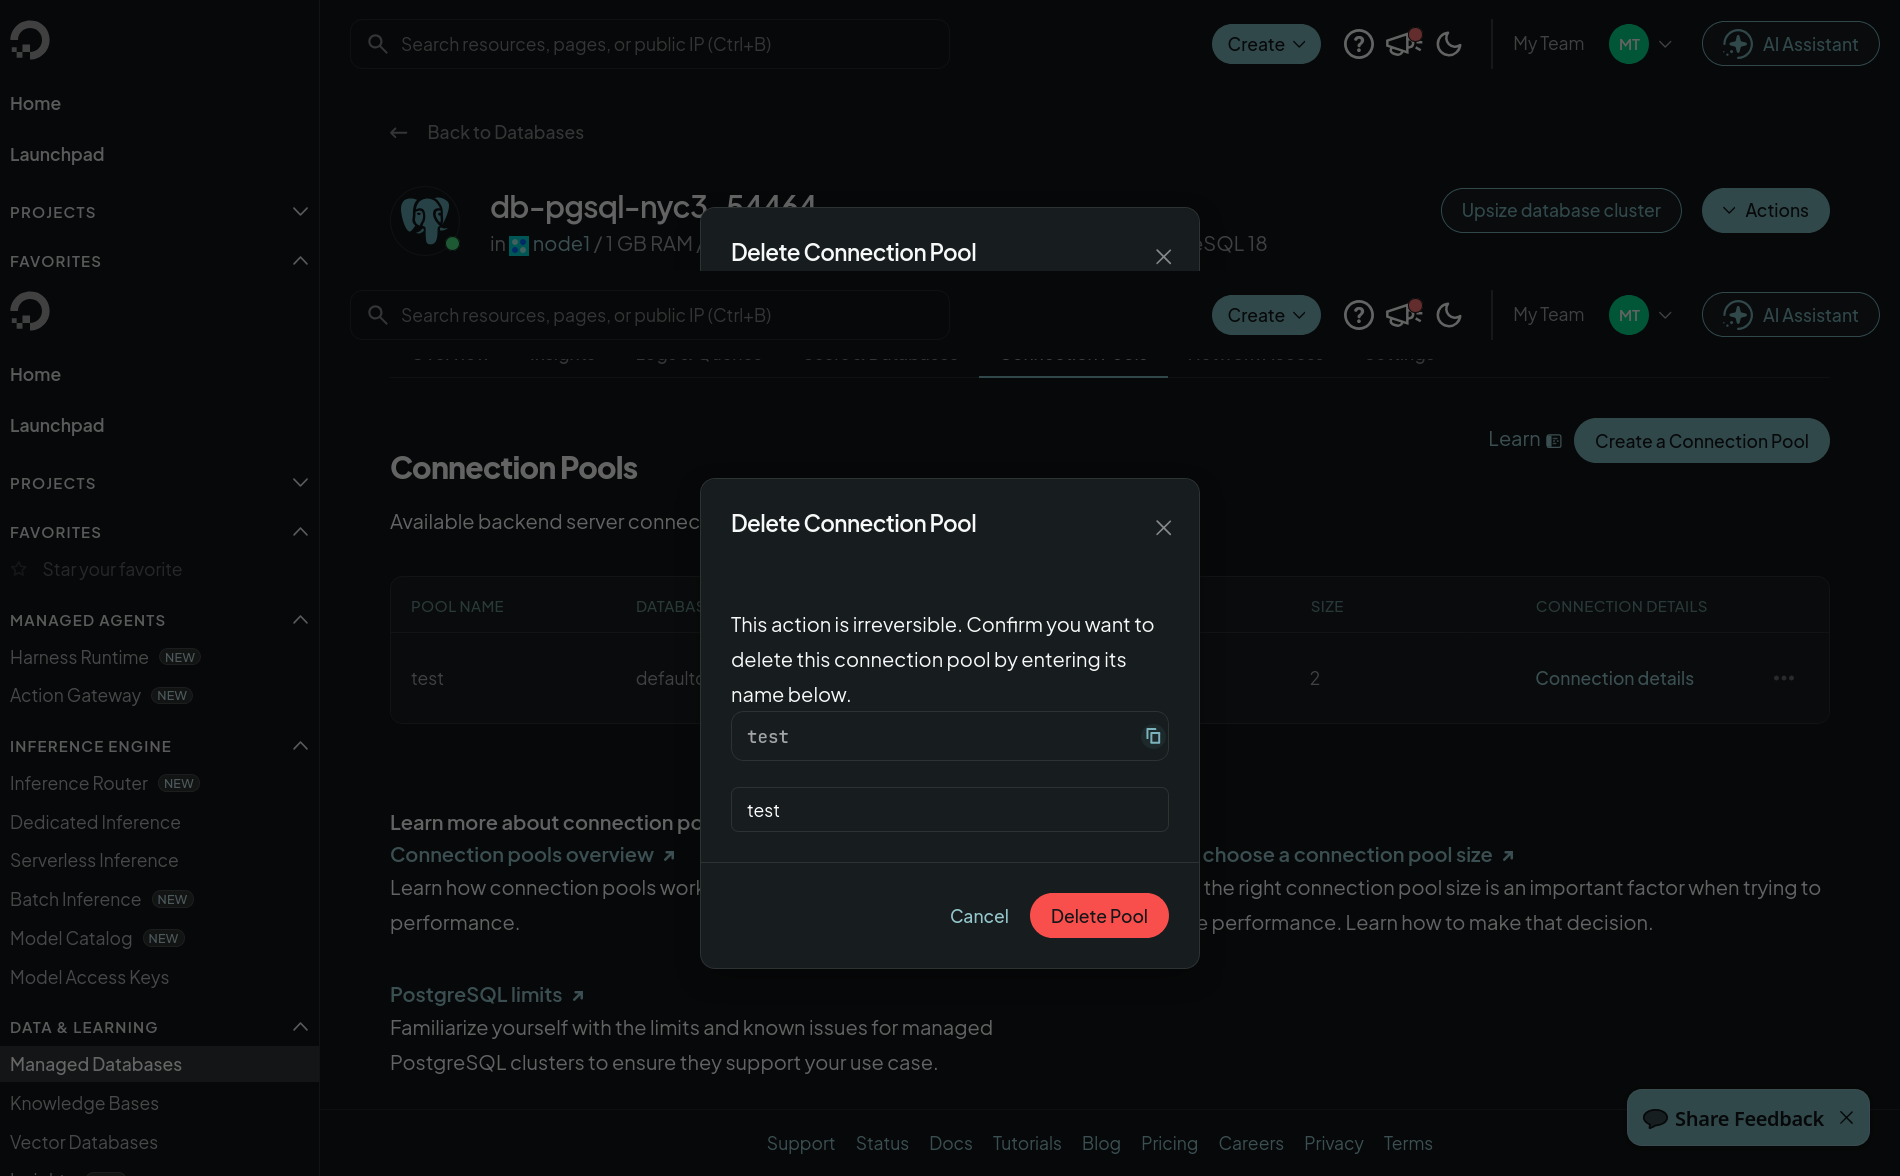 Search resources, pages, or public IP (Ctrl+B)
Create
My Team
MT
AI Assistant
Home
Launchpad
PROJECTS
FAVORITES
Back to Databases
db-pgsql-nyc3-54464
in node1 / 1 GB RAM /
SQL 18
Upsize database cluster
Actions
Delete Connection Pool
Search resources, pages, or public IP (Ctrl+B)
Create
My Team
MT
AI Assistant
Home
Launchpad
PROJECTS
FAVORITES
Star your favorite
MANAGED AGENTS
Harness Runtime NEW
Action Gateway NEW
INFERENCE ENGINE
Inference Router NEW
Dedicated Inference
Serverless Inference
Batch Inference NEW
Model Catalog NEW
Model Access Keys
DATA & LEARNING
Managed Databases
Knowledge Bases
Vector Databases
Connection Pools
Learn
Create a Connection Pool
Available backend server connec
POOL NAME
DATABAS
SIZE
CONNECTION DETAILS
test
default
2
Connection details
Delete Connection Pool
This action is irreversible. Confirm you want to
delete this connection pool by entering its
name below.
test
test
Cancel
Delete Pool
Learn more about connection po
Connection pools overview
Learn how connection pools work
performance.
choose a connection pool size
the right connection pool size is an important factor when trying to
performance. Learn how to make that decision.
PostgreSQL limits
Familiarize yourself with the limits and known issues for managed
PostgreSQL clusters to ensure they support your use case.
Share Feedback
Support
Status
Docs
Tutorials
Blog
Pricing
Careers
Privacy
Terms